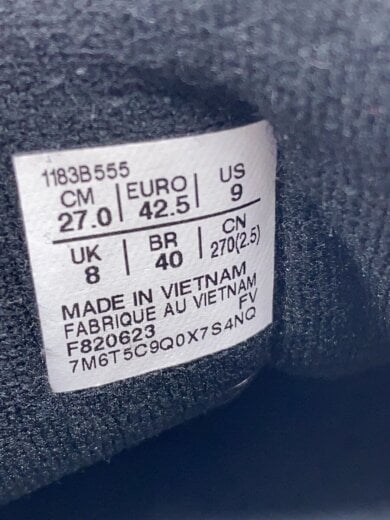 1183B555
CM EURO US
27.0 42.5 9
UK BR CN
8 40 270(2.5)
MADE IN VIETNAM
FABRIQUE AU VIETNAM
F820623 FV
7M6T5C9Q0X7S4NQ